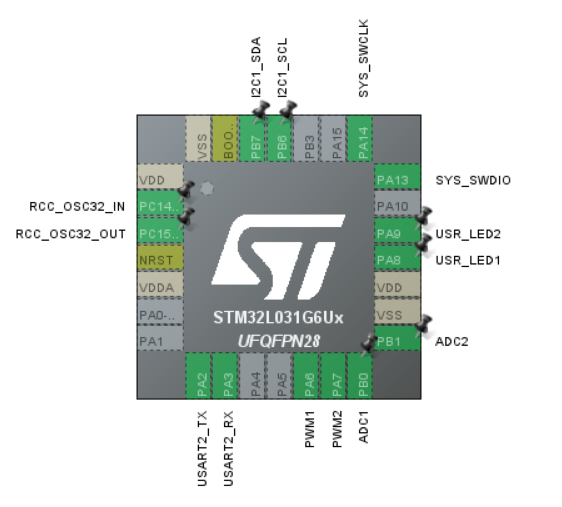 I2C1_SDA
I2C1_SCL
SYS_SWCLK
VSS
BOO..
PB7
PB6
PB3
PA15
PA14
VDD
RCC_OSC32_IN PC14..
RCC_OSC32_OUT PC15..
NRST
VDDA
PA0-..
PA1
PA13 SYS_SWDIO
PA10
PA9 USR_LED2
PA8 USR_LED1
VDD
VSS
PB1 ADC2
STM32L031G6Ux
UFQFPN28
PA2
PA3
PA4
PA5
PA6
PA7
PB0
USART2_TX
USART2_RX
PWM1
PWM2
ADC1